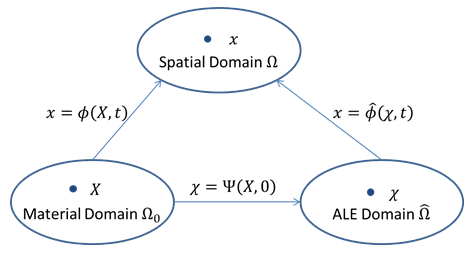 x
Spatial Domain Ω
x = ϕ(X, t)
x = ϕ̂(χ, t)
X
Material Domain Ω₀
χ = Ψ(X, 0)
χ
ALE Domain Ω̂